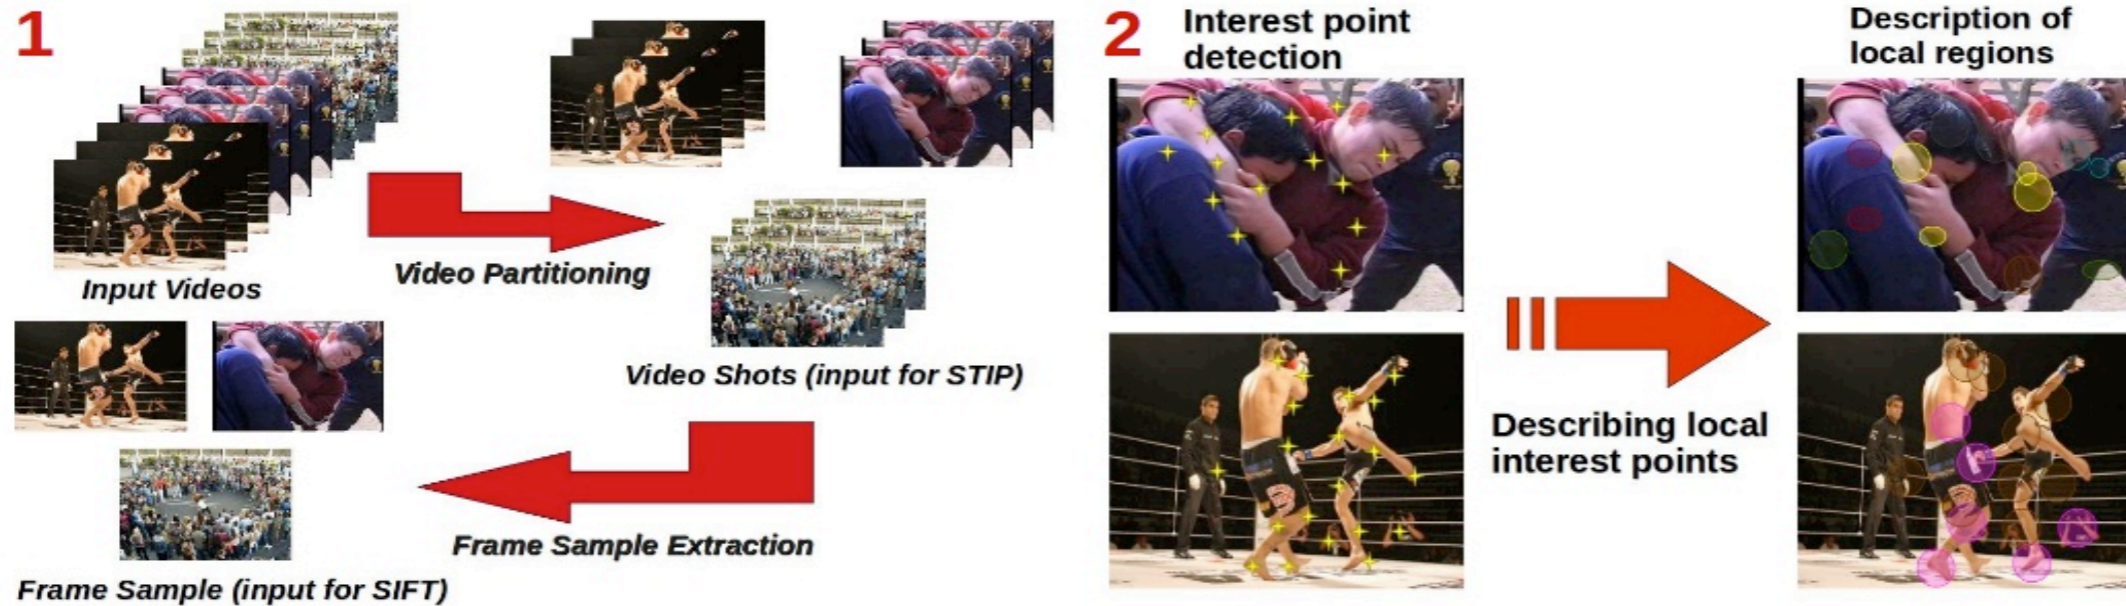 1
Input Videos
Video Partitioning
Video Shots (input for STIP)
Frame Sample Extraction
Frame Sample (input for SIFT)
2
Interest point
detection
Describing local
interest points
Description of
local regions